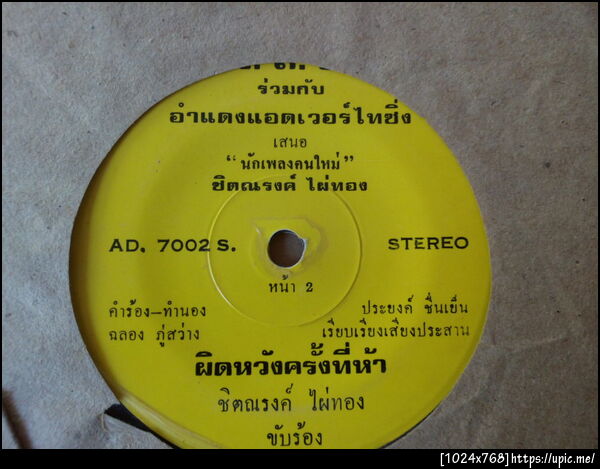 ร่วมกับ
อำแดงแอดเวอร์ไทซิ่ง
เสนอ
“นักเพลงคนใหม่”
ชิตณรงค์ ไผ่ทอง
AD. 7002 S. STEREO
หน้า 2
คำร้อง—ทำนอง ประยงค์ ชื่นเย็น
ฉลอง ภู่สว่าง เรียบเรียงเสียงประสาน
ผิดหวังครั้งที่ห้า
ชิตณรงค์ ไผ่ทอง
ขับร้อง
[1024x768]https://upic.me/